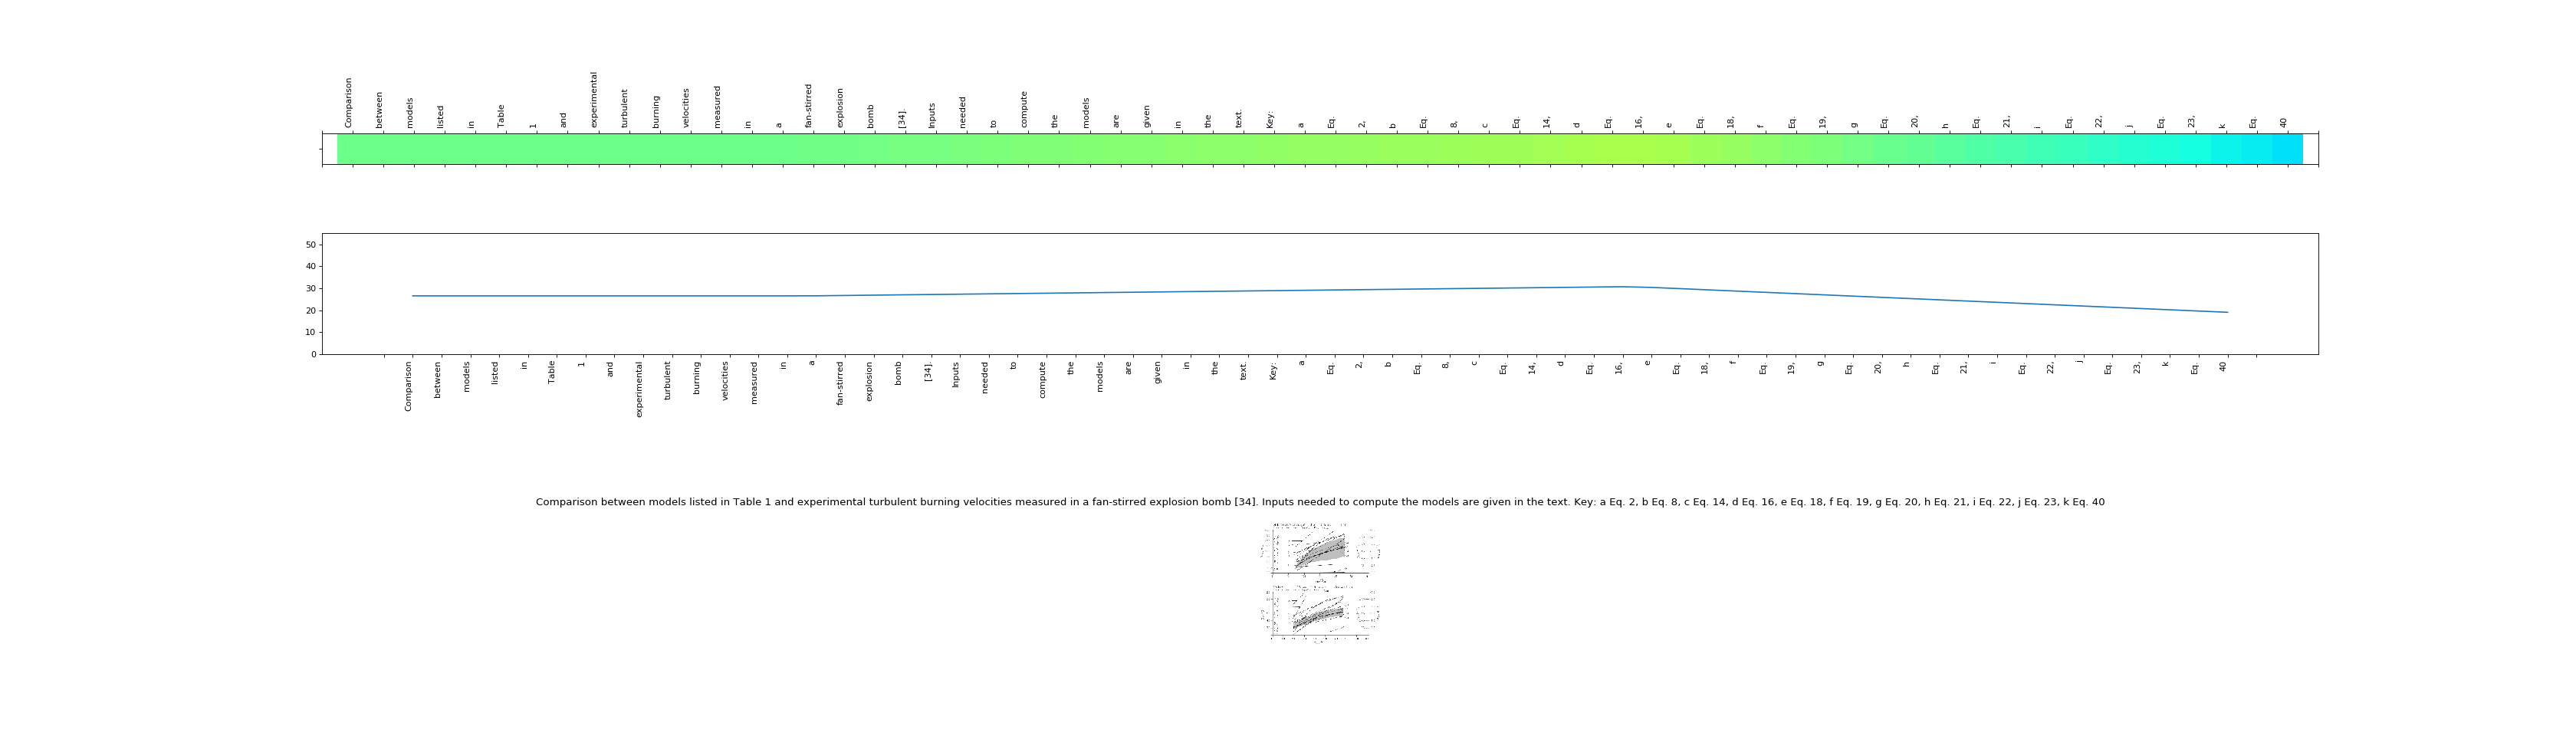 Comparison between models listed in Table 1 and experimental turbulent burning velocities measured in a fan-stirred explosion bomb [34]. Inputs needed to compute the models are given in the text. Key: a Eq. 2, b Eq. 8, c Eq. 14, d Eq. 16, e Eq. 18, f Eq. 19, g Eq. 20, h Eq. 21, i Eq. 22, j Eq. 23, k Eq. 40
50
40
30
20
10
0
Comparison between models listed in Table 1 and experimental turbulent burning velocities measured in a fan-stirred explosion bomb [34]. Inputs needed to compute the models are given in the text. Key: a Eq. 2, b Eq. 8, c Eq. 14, d Eq. 16, e Eq. 18, f Eq. 19, g Eq. 20, h Eq. 21, i Eq. 22, j Eq. 23, k Eq. 40
Comparison between models listed in Table 1 and experimental turbulent burning velocities measured in a fan-stirred explosion bomb [34]. Inputs needed to compute the models are given in the text. Key: a Eq. 2, b Eq. 8, c Eq. 14, d Eq. 16, e Eq. 18, f Eq. 19, g Eq. 20, h Eq. 21, i Eq. 22, j Eq. 23, k Eq. 40